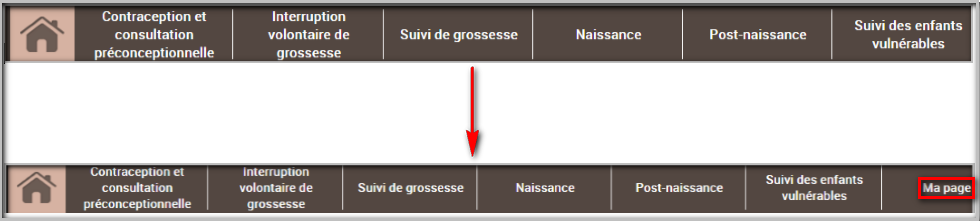 Contraception et
consultation
préconceptionnelle
Interruption
volontaire de
grossesse
Suivi de grossesse
Naissance
Post-naissance
Suivi des enfants
vulnérables
Contraception et
consultation
préconceptionnelle
Interruption
volontaire de
grossesse
Suivi de grossesse
Naissance
Post-naissance
Suivi des enfants
vulnérables
Ma page